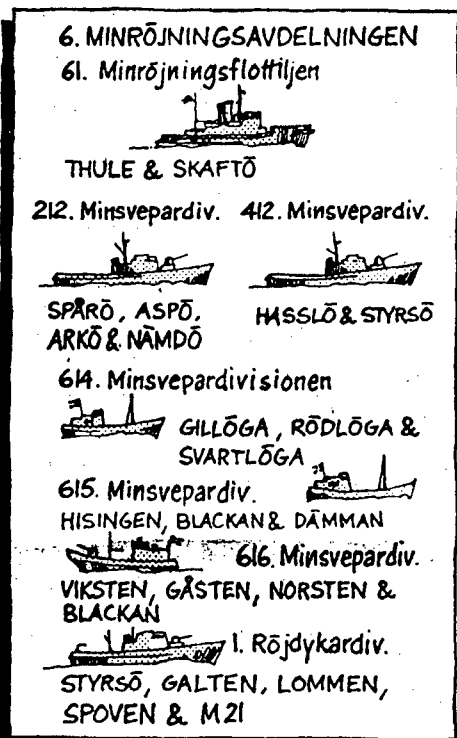 6. MINRÖJNINGSAVDELNINGEN
61. Minröjningsflottiljen
THULE & SKAFTÖ
212. Minsvepardiv. 412. Minsvepardiv.
SPÅRÖ, ASPÖ,
ARKÖ & NÄMDÖ
HASSLÖ & STYRSÖ
614. Minsvepardivisionen
GILLÖGA, RÖDLÖGA &
SVARTLÖGA
615. Minsvepardiv.
HISINGEN, BLACKAN & DÄMMAN
616. Minsvepardiv.
VIKSTEN, GÅSTEN, NORSTEN &
BLACKAN
1. Röjdykardiv.
STYRSÖ, GALTEN, LOMMEN,
SPOVEN & M21